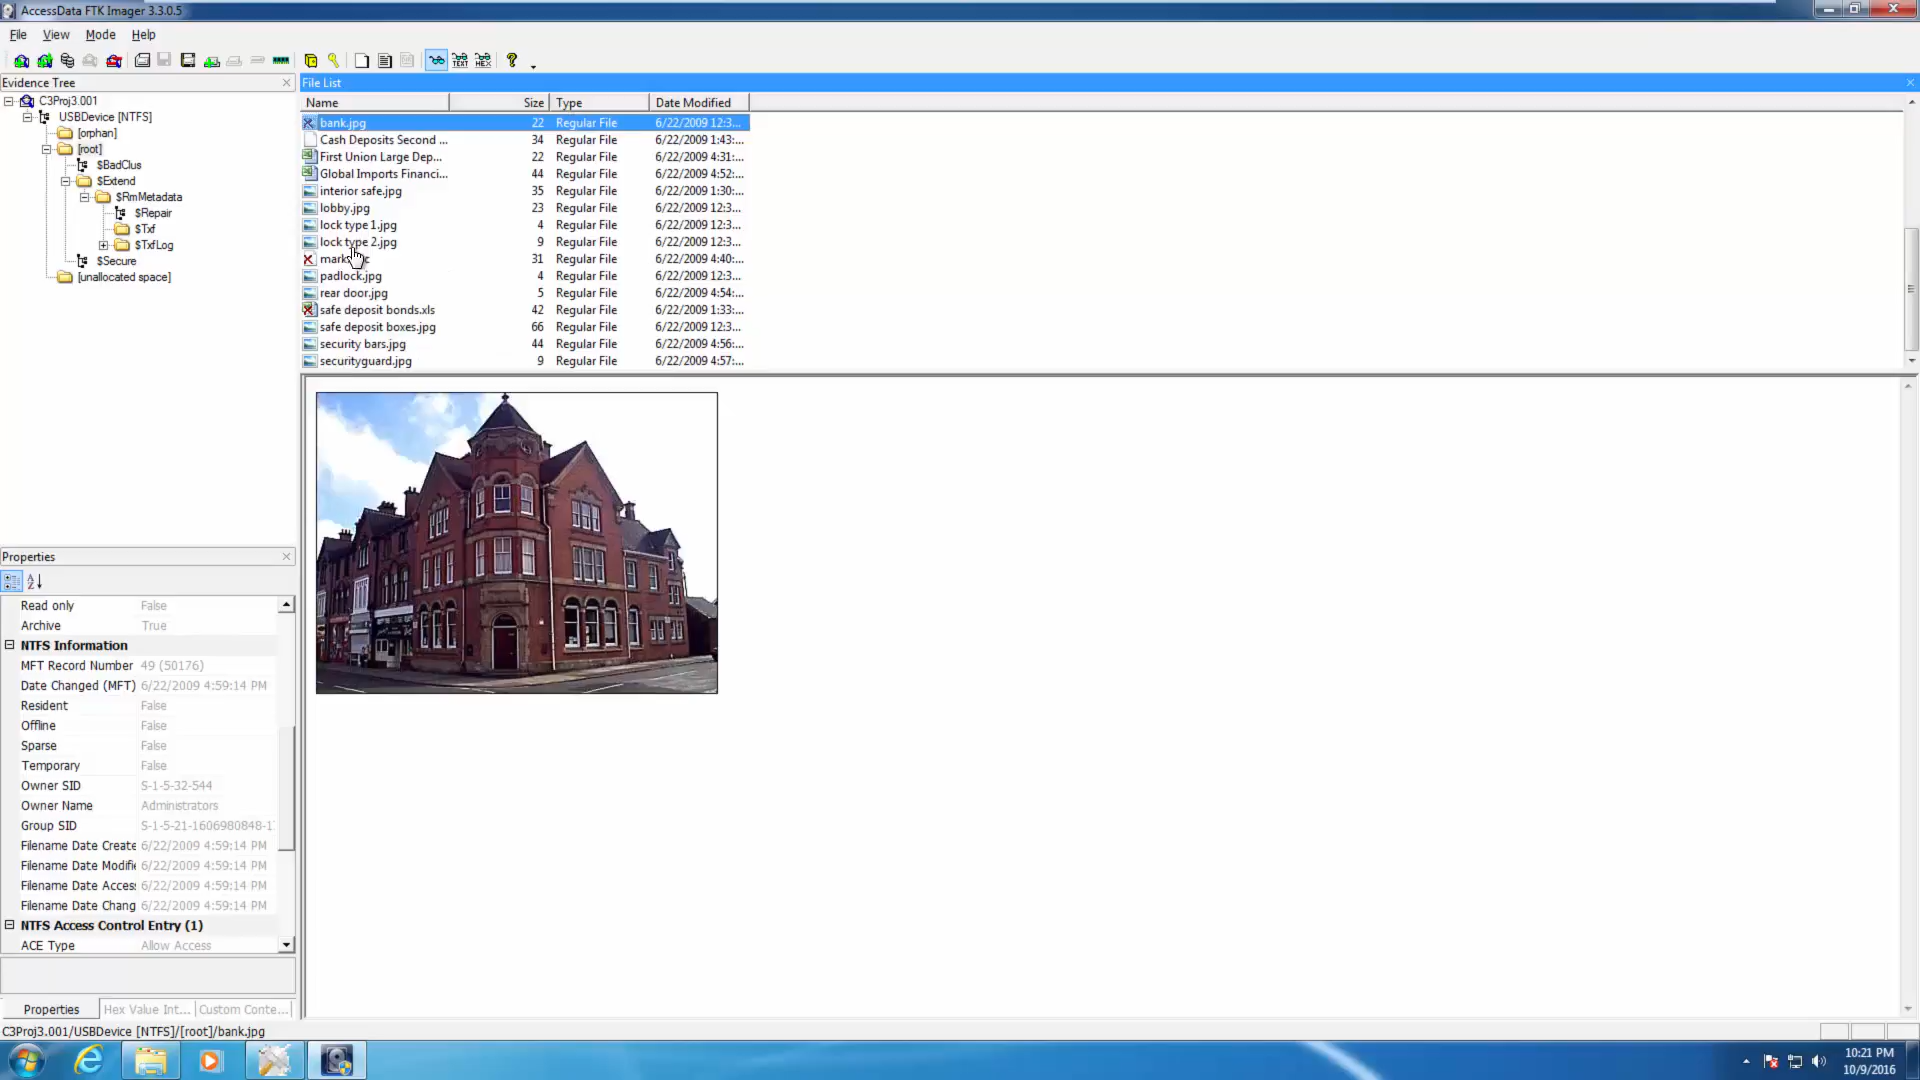 AccessData FTK Imager 3.3.0.5
File View Mode Help
TEXT HEX
Evidence Tree
C3Proj3.001
USBDevice [NTFS]
[orphan]
[root]
$BadClus
$Extend
$RmMetadata
$Repair
$Txf
$TxfLog
$Secure
[unallocated space]
File List
Name Size Type Date Modified
bank.jpg 22 Regular File 6/22/2009 12:3...
Cash Deposits Second ... 34 Regular File 6/22/2009 1:43:...
First Union Large Dep... 22 Regular File 6/22/2009 4:31:...
Global Imports Financi... 44 Regular File 6/22/2009 4:52:...
interior safe.jpg 35 Regular File 6/22/2009 1:30:...
lobby.jpg 23 Regular File 6/22/2009 12:3...
lock type 1.jpg 4 Regular File 6/22/2009 12:3...
lock type 2.jpg 9 Regular File 6/22/2009 12:3...
31 Regular File 6/22/2009 4:40:...
padlock.jpg 4 Regular File 6/22/2009 12:3...
rear door.jpg 5 Regular File 6/22/2009 4:54:...
safe deposit bonds.xls 42 Regular File 6/22/2009 1:33:...
safe deposit boxes.jpg 66 Regular File 6/22/2009 12:3...
security bars.jpg 44 Regular File 6/22/2009 4:56:...
securityguard.jpg 9 Regular File 6/22/2009 4:57:...
Properties
Read only False
Archive True
NTFS Information
MFT Record Number 49 (50176)
Date Changed (MFT) 6/22/2009 4:59:14 PM
Resident False
Offline False
Sparse False
Temporary False
Owner SID S-1-5-32-544
Owner Name Administrators
Group SID S-1-5-21-1606980848-1
Filename Date Create 6/22/2009 4:59:14 PM
Filename Date Modifi 6/22/2009 4:59:14 PM
Filename Date Acces 6/22/2009 4:59:14 PM
Filename Date Chang 6/22/2009 4:59:14 PM
NTFS Access Control Entry (1)
ACE Type Allow Access
Properties Hex Value Int... Custom Conte...
C3Proj3.001/USBDevice [NTFS]/[root]/bank.jpg
10:21 PM
10/9/2016